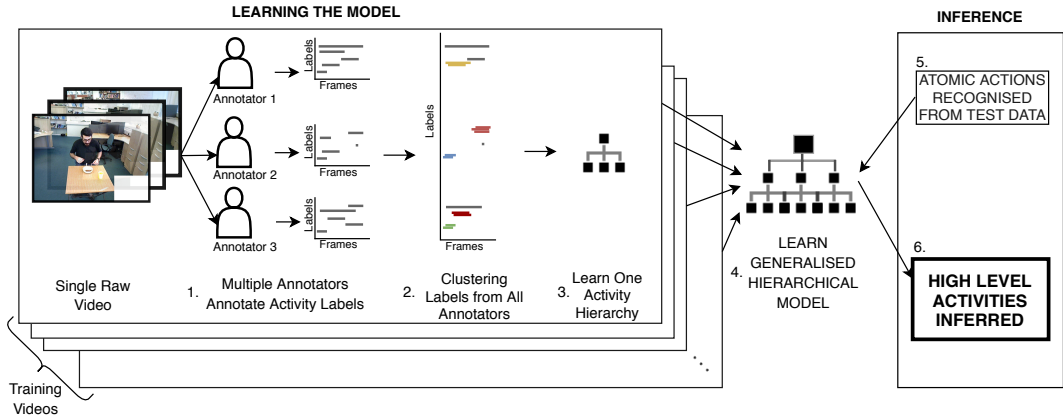 LEARNING THE MODEL
INFERENCE
Labels
Frames
Annotator 1
Labels
Frames
Annotator 2
Labels
Frames
Annotator 3
Labels
Frames
Single Raw
Video
1.
Multiple Annotators
Annotate Activity Labels
2.
Clustering
Labels from All
Annotators
3.
Learn One
Activity
Hierarchy
4.
LEARN
GENERALISED
HIERARCHICAL
MODEL
5.
ATOMIC ACTIONS
RECOGNISED
FROM TEST DATA
6.
HIGH LEVEL
ACTIVITIES
INFERRED
Training
Videos